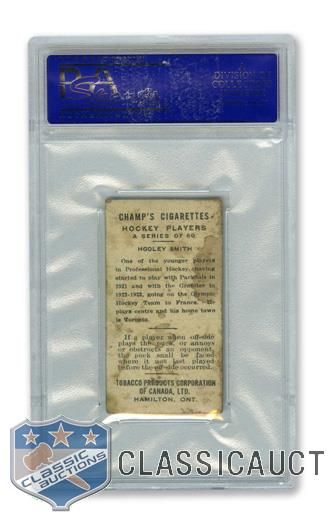 PSA
A DIVISION OF
CHAMP'S CIGARETTES
HOCKEY PLAYERS
A SERIES OF 60
HOOLEY SMITH
One of the younger players
in Professional Hockey, having
started to star with Parkdale in
1921 and with the Granites in
1922-1923, going on the Olympic
Hockey Team to France. He
plays centre and his home town
is Toronto.
If a player when off-side
plays the puck, or annoys
or obstructs an opponent,
the puck shall be faced
where it was last played
before the off-side occurred.
TOBACCO PRODUCTS CORPORATION
OF CANADA, LTD.
HAMILTON, ONT.
CLASSIC
AUCTIONS
CLASSICAUCT